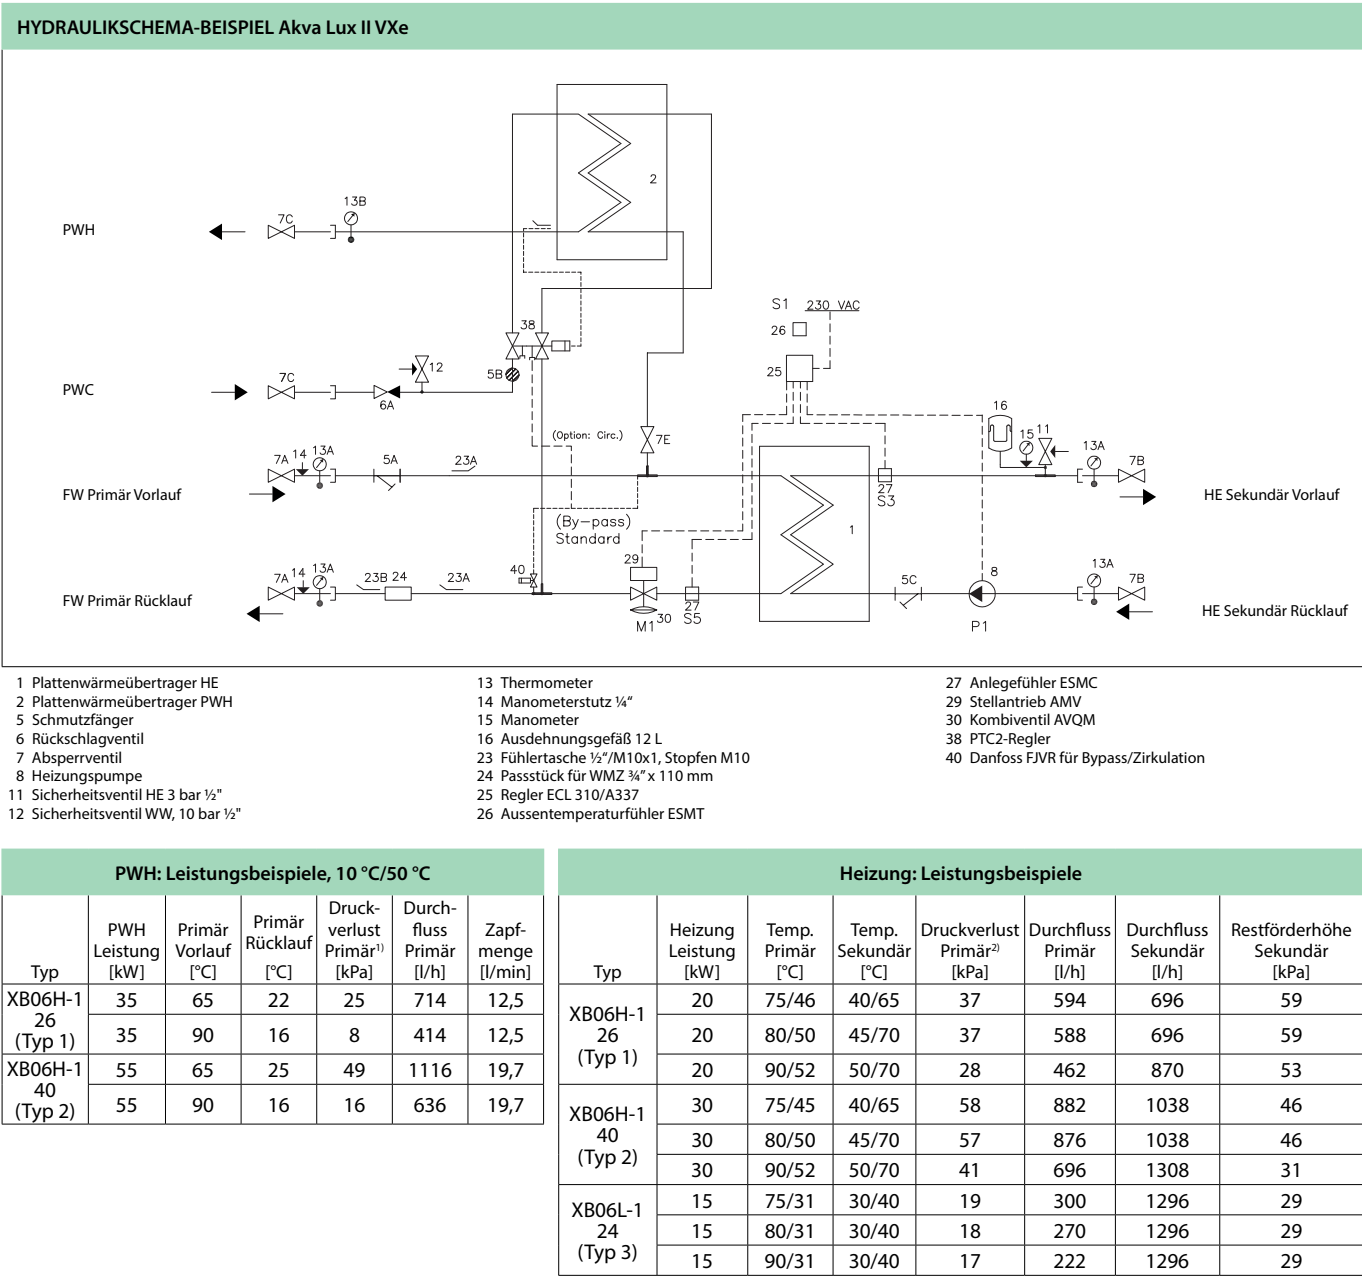 HYDRAULIKSCHEMA-BEISPIEL Akva Lux II VXe
2
13B
7C
PWH
S1 230 VAC
26
38
25
12
5B
7C
PWC
6A
16
15 11
(Option: Circ.)
7E
13A
7A 14 13A
5A
23A
7B
27
S3
FW Primär Vorlauf
HE Sekundär Vorlauf
(By-pass)
Standard
1
29
40
7A 14 13A
23B 24
23A
5C
8
13A
7B
27
S5
M1 30
P1
FW Primär Rücklauf
HE Sekundär Rücklauf
1 Plattenwärmeübertrager HE
2 Plattenwärmeübertrager PWH
5 Schmutzfänger
6 Rückschlagventil
7 Absperrventil
8 Heizungspumpe
11 Sicherheitsventil HE 3 bar ½"
12 Sicherheitsventil WW, 10 bar ½"
13 Thermometer
14 Manometerstutz ¼“
15 Manometer
16 Ausdehnungsgefäß 12 L
23 Fühlertasche ½“/M10x1, Stopfen M10
24 Passstück für WMZ ¾“ x 110 mm
25 Regler ECL 310/A337
26 Aussentemperaturfühler ESMT
27 Anlegefühler ESMC
29 Stellantrieb AMV
30 Kombiventil AVQM
38 PTC2-Regler
40 Danfoss FJVR für Bypass/Zirkulation
PWH: Leistungsbeispiele, 10 °C/50 °C
Typ | PWH Leistung [kW] | Primär Vorlauf [°C] | Primär Rücklauf [°C] | Druck-verlust Primär1) [kPa] | Durch-fluss Primär [l/h] | Zapf-menge [l/min]
XB06H-1 26 (Typ 1) | 35 | 65 | 22 | 25 | 714 | 12,5
35 | 90 | 16 | 8 | 414 | 12,5
XB06H-1 40 (Typ 2) | 55 | 65 | 25 | 49 | 1116 | 19,7
55 | 90 | 16 | 16 | 636 | 19,7
Heizung: Leistungsbeispiele
Typ | Heizung Leistung [kW] | Temp. Primär [°C] | Temp. Sekundär [°C] | Druckverlust Primär2) [kPa] | Durchfluss Primär [l/h] | Durchfluss Sekundär [l/h] | Restförderhöhe Sekundär [kPa]
XB06H-1 26 (Typ 1) | 20 | 75/46 | 40/65 | 37 | 594 | 696 | 59
20 | 80/50 | 45/70 | 37 | 588 | 696 | 59
20 | 90/52 | 50/70 | 28 | 462 | 870 | 53
XB06H-1 40 (Typ 2) | 30 | 75/45 | 40/65 | 58 | 882 | 1038 | 46
30 | 80/50 | 45/70 | 57 | 876 | 1038 | 46
30 | 90/52 | 50/70 | 41 | 696 | 1308 | 31
XB06L-1 24 (Typ 3) | 15 | 75/31 | 30/40 | 19 | 300 | 1296 | 29
15 | 80/31 | 30/40 | 18 | 270 | 1296 | 29
15 | 90/31 | 30/40 | 17 | 222 | 1296 | 29